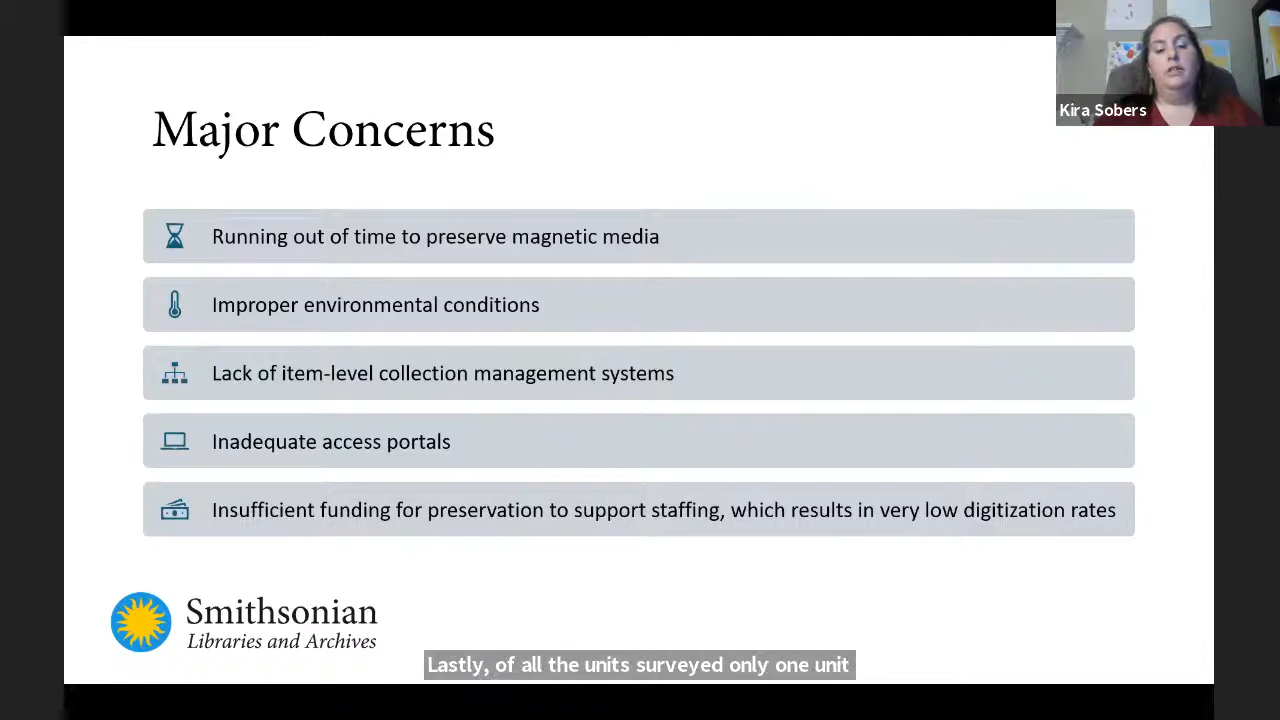 Kira Sobers
Major Concerns
Running out of time to preserve magnetic media
Improper environmental conditions
Lack of item-level collection management systems
Inadequate access portals
Insufficient funding for preservation to support staffing, which results in very low digitization rates
Smithsonian
Libraries and Archives
Lastly, of all the units surveyed only one unit